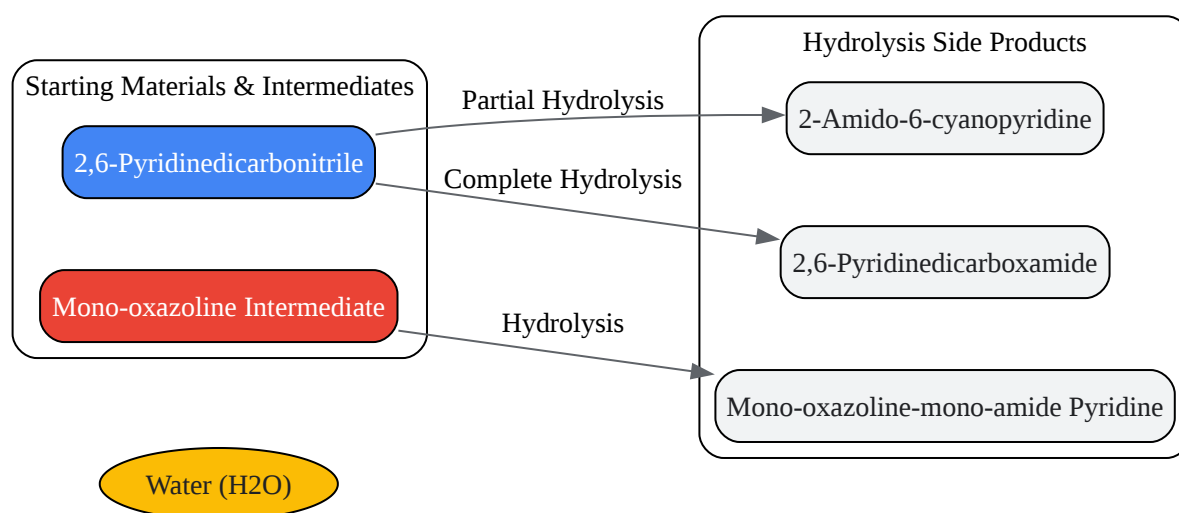 Starting Materials & Intermediates
2,6-Pyridinedicarbonitrile
Mono-oxazoline Intermediate
Water (H2O)
Partial Hydrolysis
Complete Hydrolysis
Hydrolysis
Hydrolysis Side Products
2-Amido-6-cyanopyridine
2,6-Pyridinedicarboxamide
Mono-oxazoline-mono-amide Pyridine